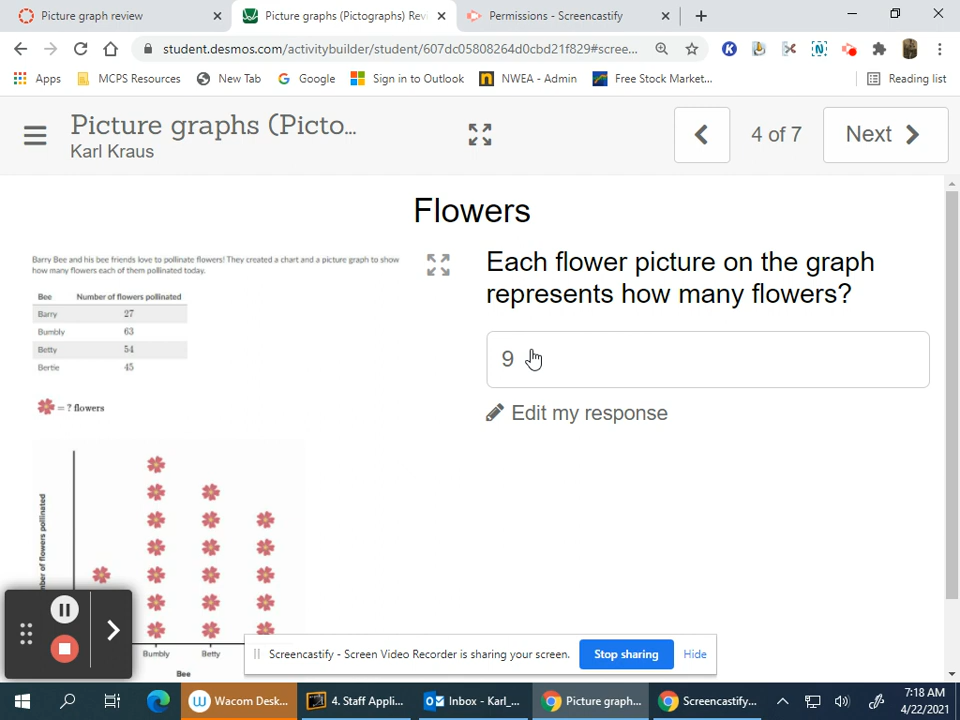 Picture graph review
Picture graphs (Pictographs) Rev
Permissions - Screencastify
student.desmos.com/activitybuilder/student/607dc05808264d0cbd21f829#scree...
Apps
MCPS Resources
New Tab
Google
Sign in to Outlook
NWEA - Admin
Free Stock Market...
Reading list
Picture graphs (Picto...
Karl Kraus
4 of 7
Next
Flowers
Barry Bee and his bee friends love to pollinate flowers! They created a chart and a picture graph to show
how many flowers each of them pollinated today.
Bee Number of flowers pollinated
Barry 27
Bumbly 63
Betty 54
Bertie 45
= ? flowers
ber of flowers pollinated
Bumbly
Betty
Bee
Each flower picture on the graph
represents how many flowers?
9
Edit my response
Screencastify - Screen Video Recorder is sharing your screen.
Stop sharing
Hide
Wacom Desk...
4. Staff Appli...
Inbox - Karl_...
Picture graph...
Screencastify...
7:18 AM
4/22/2021